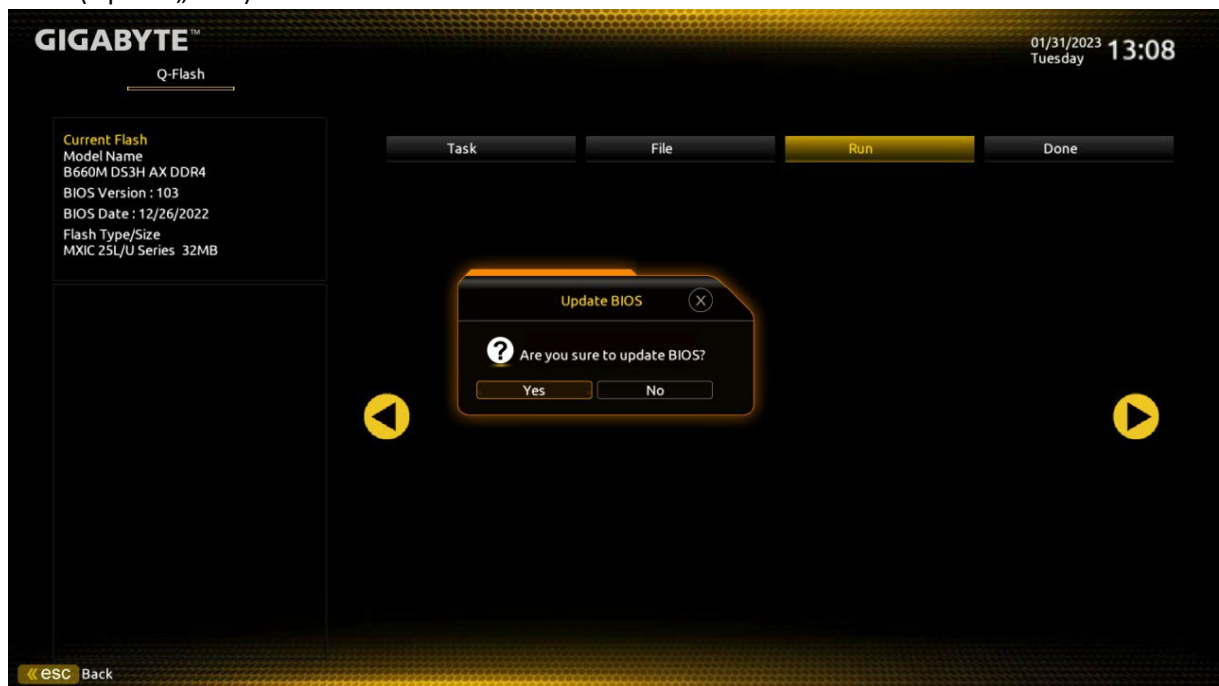 GIGABYTE™
Q-Flash
01/31/2023
Tuesday
13:08
Current Flash
Model Name
B660M DS3H AX DDR4
BIOS Version : 103
BIOS Date : 12/26/2022
Flash Type/Size
MXIC 25L/U Series 32MB
Task
File
Run
Done
Update BIOS
X
? Are you sure to update BIOS?
Yes
No
esc Back